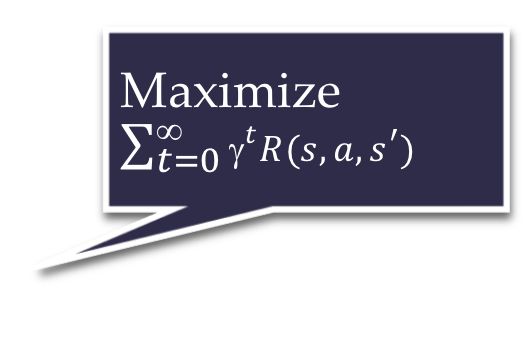 Maximize
∑_{t=0}^{∞} γ^t R(s, a, s′)